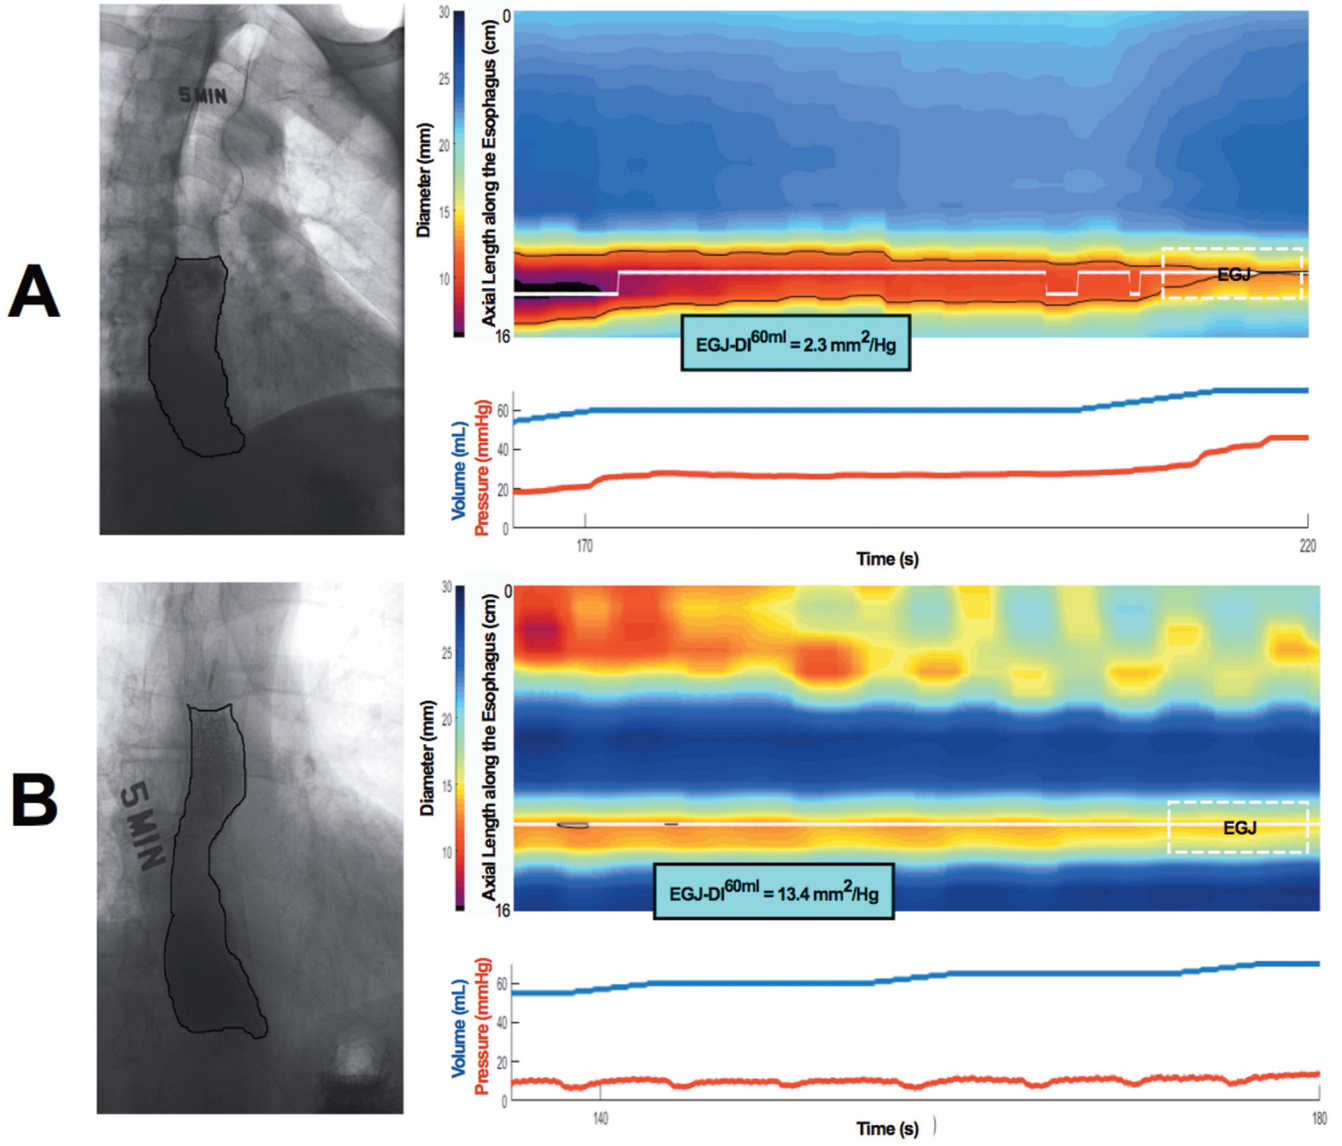 A
5 MIN
Diameter (mm)
30
25
20
15
10
Axial Length along the Esophagus (cm)
0
16
EGJ
EGJ-DI60ml = 2.3 mm2/Hg
Volume (mL)
Pressure (mmHg)
60
40
20
0
170
220
Time (s)
B
5 MIN
Diameter (mm)
30
25
20
15
10
Axial Length along the Esophagus (cm)
0
16
EGJ
EGJ-DI60ml = 13.4 mm2/Hg
Volume (mL)
Pressure (mmHg)
60
40
20
0
140
180
Time (s)
)